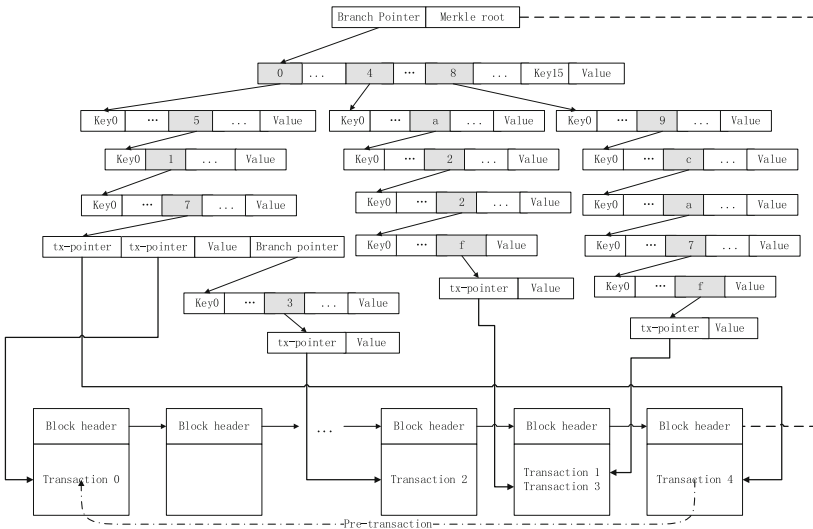 Branch Pointer Merkle root
0 ... 4 ... 8 ... Key15 Value
Key0 ... 5 ... Value Key0 ... a ... Value Key0 ... 9 ... Value
Key0 1 ... Value Key0 ... 2 ... Value Key0 ... c ... Value
Key0 ... 7 ... Value Key0 ... 2 ... Value Key0 ... a ... Value
tx-pointer tx-pointer Value Branch pointer Key0 ... f Value Key0 ... 7 ... Value
tx-pointer Value Key0 ... f Value
Key0 ... 3 ... Value
tx-pointer Value tx-pointer Value
Block header Block header ... Block header Block header Block header
Transaction 0 Transaction 2 Transaction 1 Transaction 4
Transaction 3
Pre-transaction